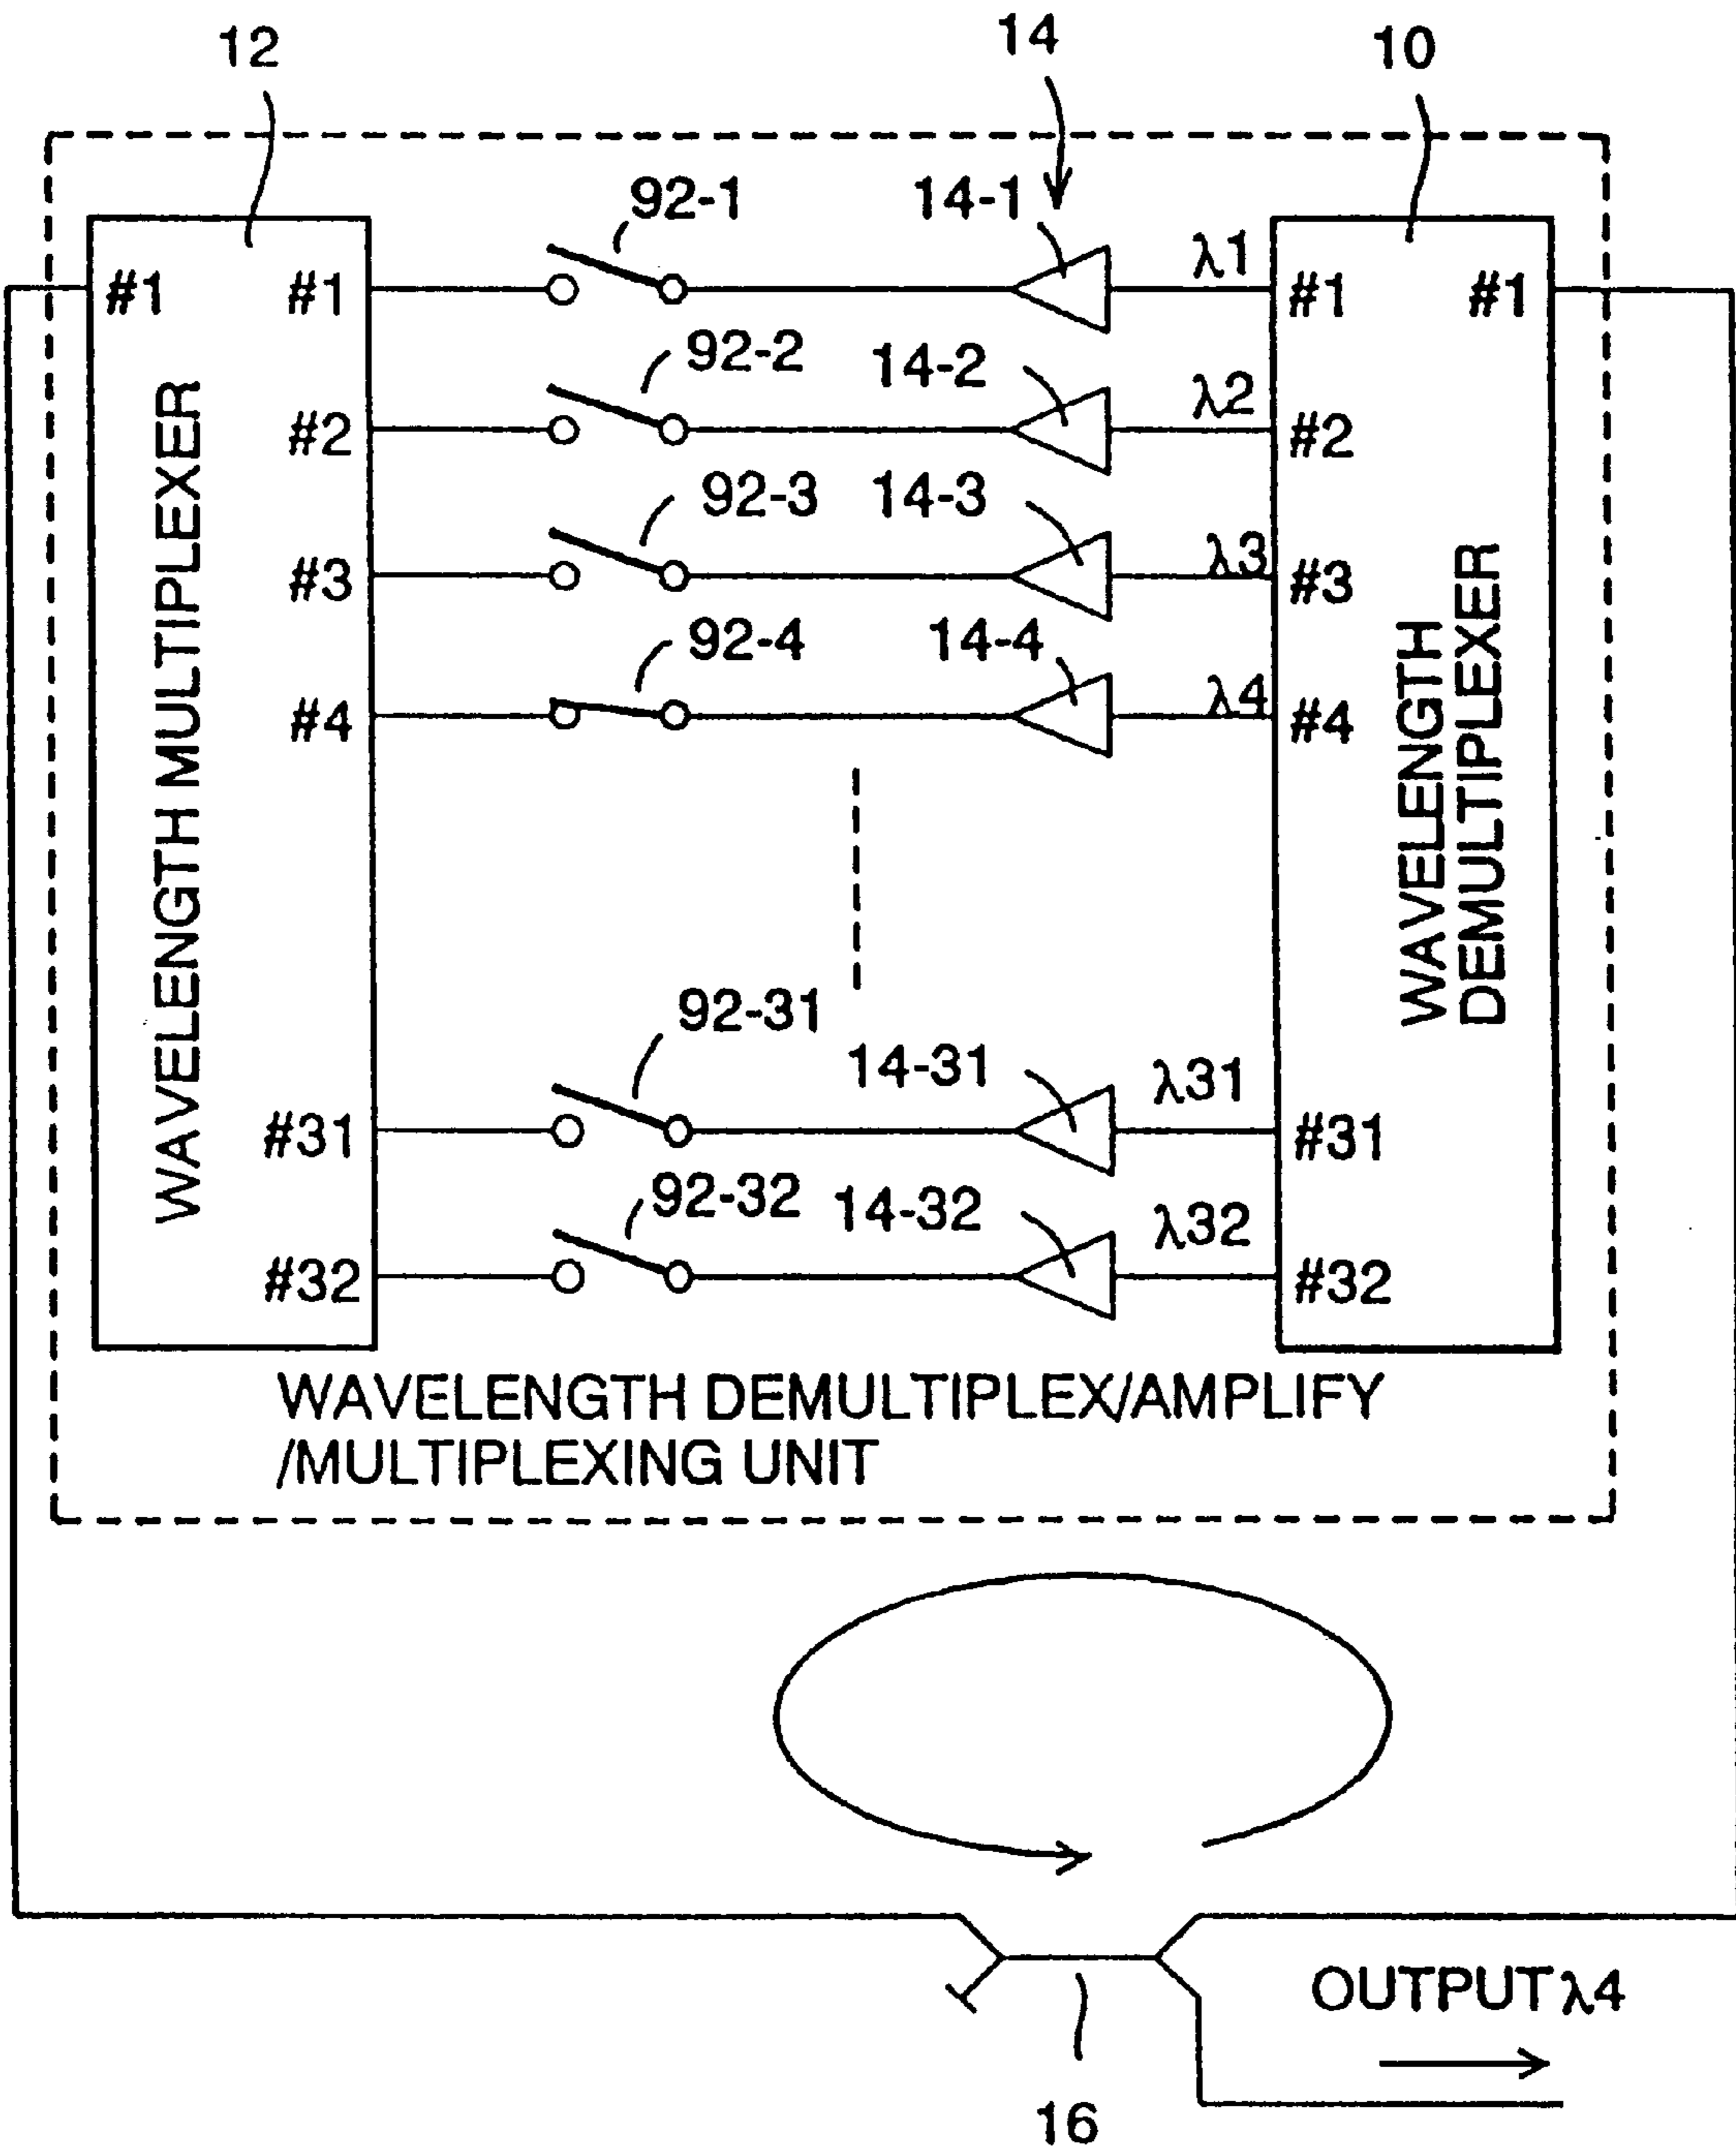 12
14
10
92-1
14-1
λ1
#1
#1
#1
#1
92-2
14-2
λ2
#2
#2
92-3
14-3
λ3
#3
#3
92-4
14-4
λ4
#4
#4
WAVELENGTH MULTIPLEXER
WAVELENGTH
DEMULTIPLEXER
92-31
14-31
λ31
#31
#31
92-32
14-32
λ32
#32
#32
WAVELENGTH DEMULTIPLEX/AMPLIFY
/MULTIPLEXING UNIT
OUTPUT λ4
16